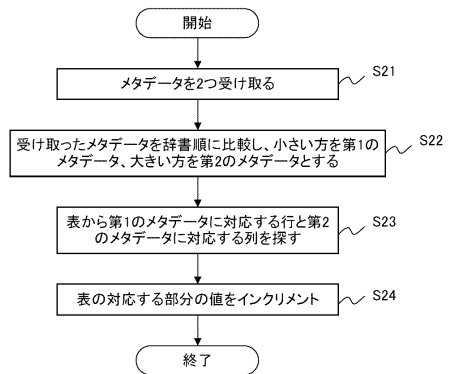 開始
メタデータを2つ受け取る
S21
受け取ったメタデータを辞書順に比較し、小さい方を第1の
メタデータ、大きい方を第2のメタデータとする
S22
表から第1のメタデータに対応する行と第2
のメタデータに対応する列を探す
S23
表の対応する部分の値をインクリメント
S24
終了